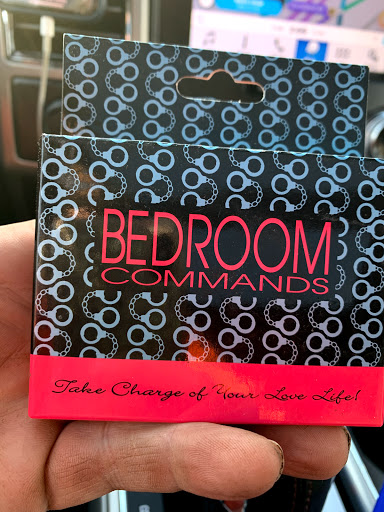 BEDROOM
COMMANDS
Take Charge of Your Love Life!